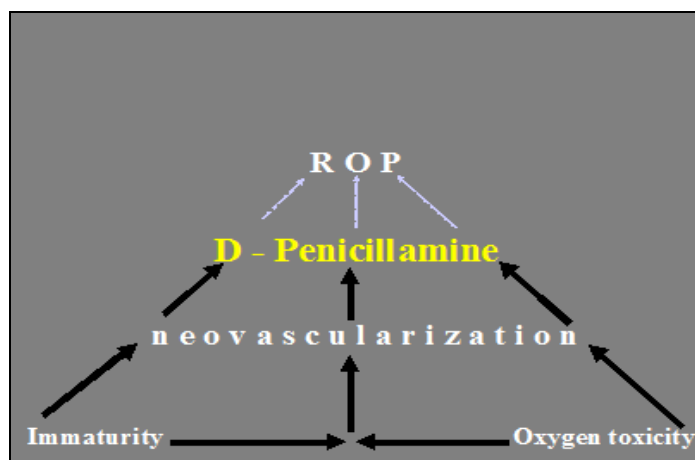 R O P
D - Penicillamine
n e o v a s c u l a r i z a t i o n
Immaturity Oxygen toxicity